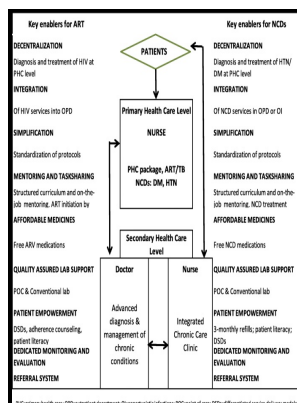 Key enablers for ART
DECENTRALIZATION
Diagnosis and treatment of HIV at
PHC level
INTEGRATION
Of HIV services into OPD
SIMPLIFICATION
Standardization of protocols
MENTORING AND TASKSHARING
Structured curriculum and on-the-
job mentoring, ART initiation by
AFFORDABLE MEDICINES
Free ARV medications
QUALITY ASSURED LAB SUPPORT
POC & Conventional lab
PATIENT EMPOWERMENT
DSDs, adherence counseling,
patient literacy
DEDICATED MONITORING AND
EVALUATION
REFERRAL SYSTEM
PATIENTS
Primary Health Care Level
NURSE
PHC package, ART/TB
NCDs: DM, HTN
Secondary Health Care
Level
Doctor
Advanced
diagnosis &
management of
chronic
conditions
Nurse
Integrated
Chronic Care
Clinic
Key enablers for NCDs
DECENTRALIZATION
Diagnosis and treatment of HTN/
DM at PHC level
INTEGRATION
Of NCD services in OPD or OI
SIMPLIFICATION
Standardization of protocols
MENTORING AND TASKSHARING
Structured curriculum and on-the-
job mentoring, NCD treatment
AFFORDABLE MEDICINES
Free NCD medications
QUALITY ASSURED LAB SUPPORT
POC & Conventional lab
PATIENT EMPOWERMENT
3-monthly refills; patient literacy;
DSDs
DEDICATED MONITORING AND
EVALUATION
REFERRAL SYSTEM